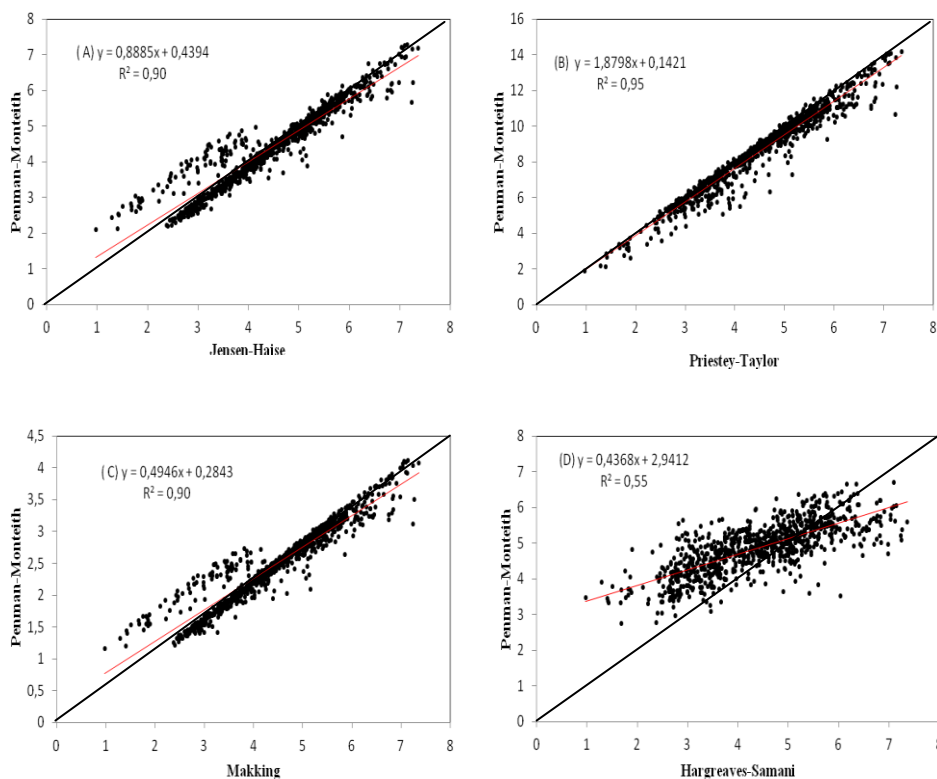 ( A) y = 0,8885x + 0,4394
R² = 0,90
Penman-Monteith
8
7
6
5
4
3
2
1
0
0 1 2 3 4 5 6 7 8
Jensen-Haise
(B) y = 1,8798x + 0,1421
R² = 0,95
Penman-Monteith
16
14
12
10
8
6
4
2
0
0 1 2 3 4 5 6 7 8
Priestey-Taylor
( C) y = 0,4946x + 0,2843
R² = 0,90
Penman-Monteith
4,5
4
3,5
3
2,5
2
1,5
1
0,5
0
0 1 2 3 4 5 6 7 8
Makking
(D) y = 0,4368x + 2,9412
R² = 0,55
Penman-Monteith
8
7
6
5
4
3
2
1
0
0 1 2 3 4 5 6 7 8
Hargreaves-Samani